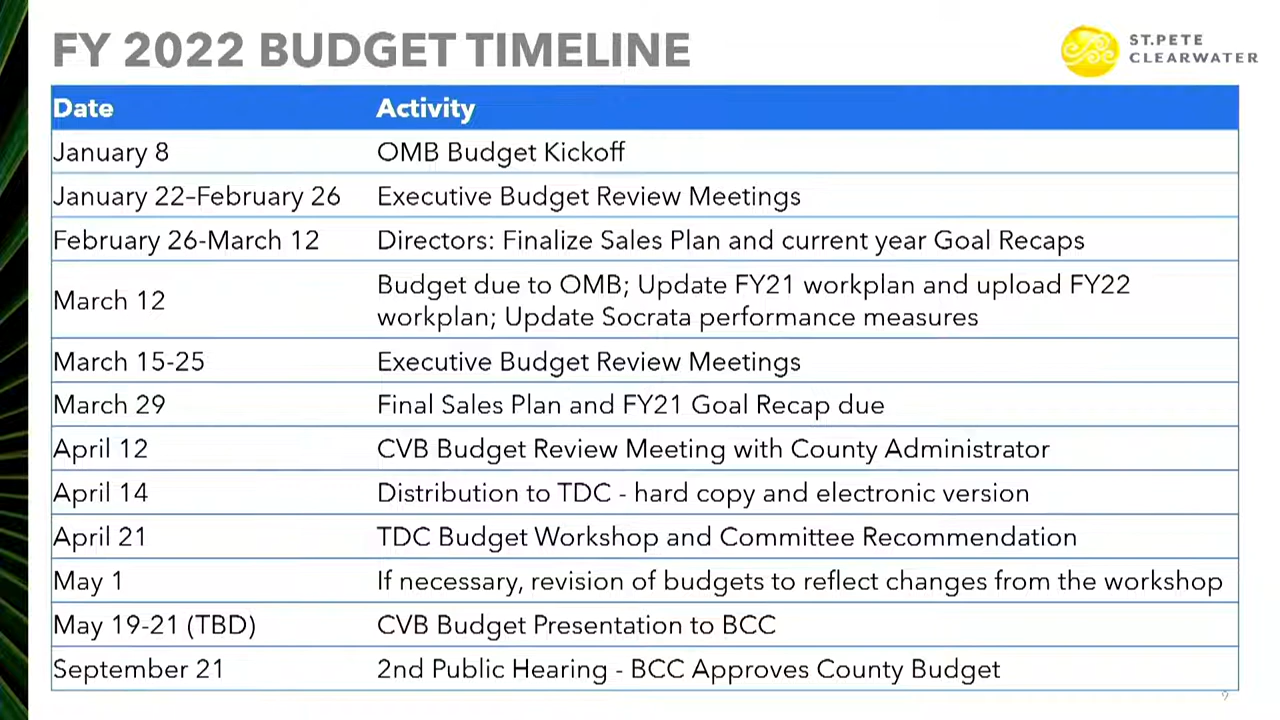 FY 2022 BUDGET TIMELINE
ST.PETE
CLEARWATER
Date Activity
January 8 OMB Budget Kickoff
January 22–February 26 Executive Budget Review Meetings
February 26-March 12 Directors: Finalize Sales Plan and current year Goal Recaps
March 12 Budget due to OMB; Update FY21 workplan and upload FY22
workplan; Update Socrata performance measures
March 15-25 Executive Budget Review Meetings
March 29 Final Sales Plan and FY21 Goal Recap due
April 12 CVB Budget Review Meeting with County Administrator
April 14 Distribution to TDC - hard copy and electronic version
April 21 TDC Budget Workshop and Committee Recommendation
May 1 If necessary, revision of budgets to reflect changes from the workshop
May 19-21 (TBD) CVB Budget Presentation to BCC
September 21 2nd Public Hearing - BCC Approves County Budget
9